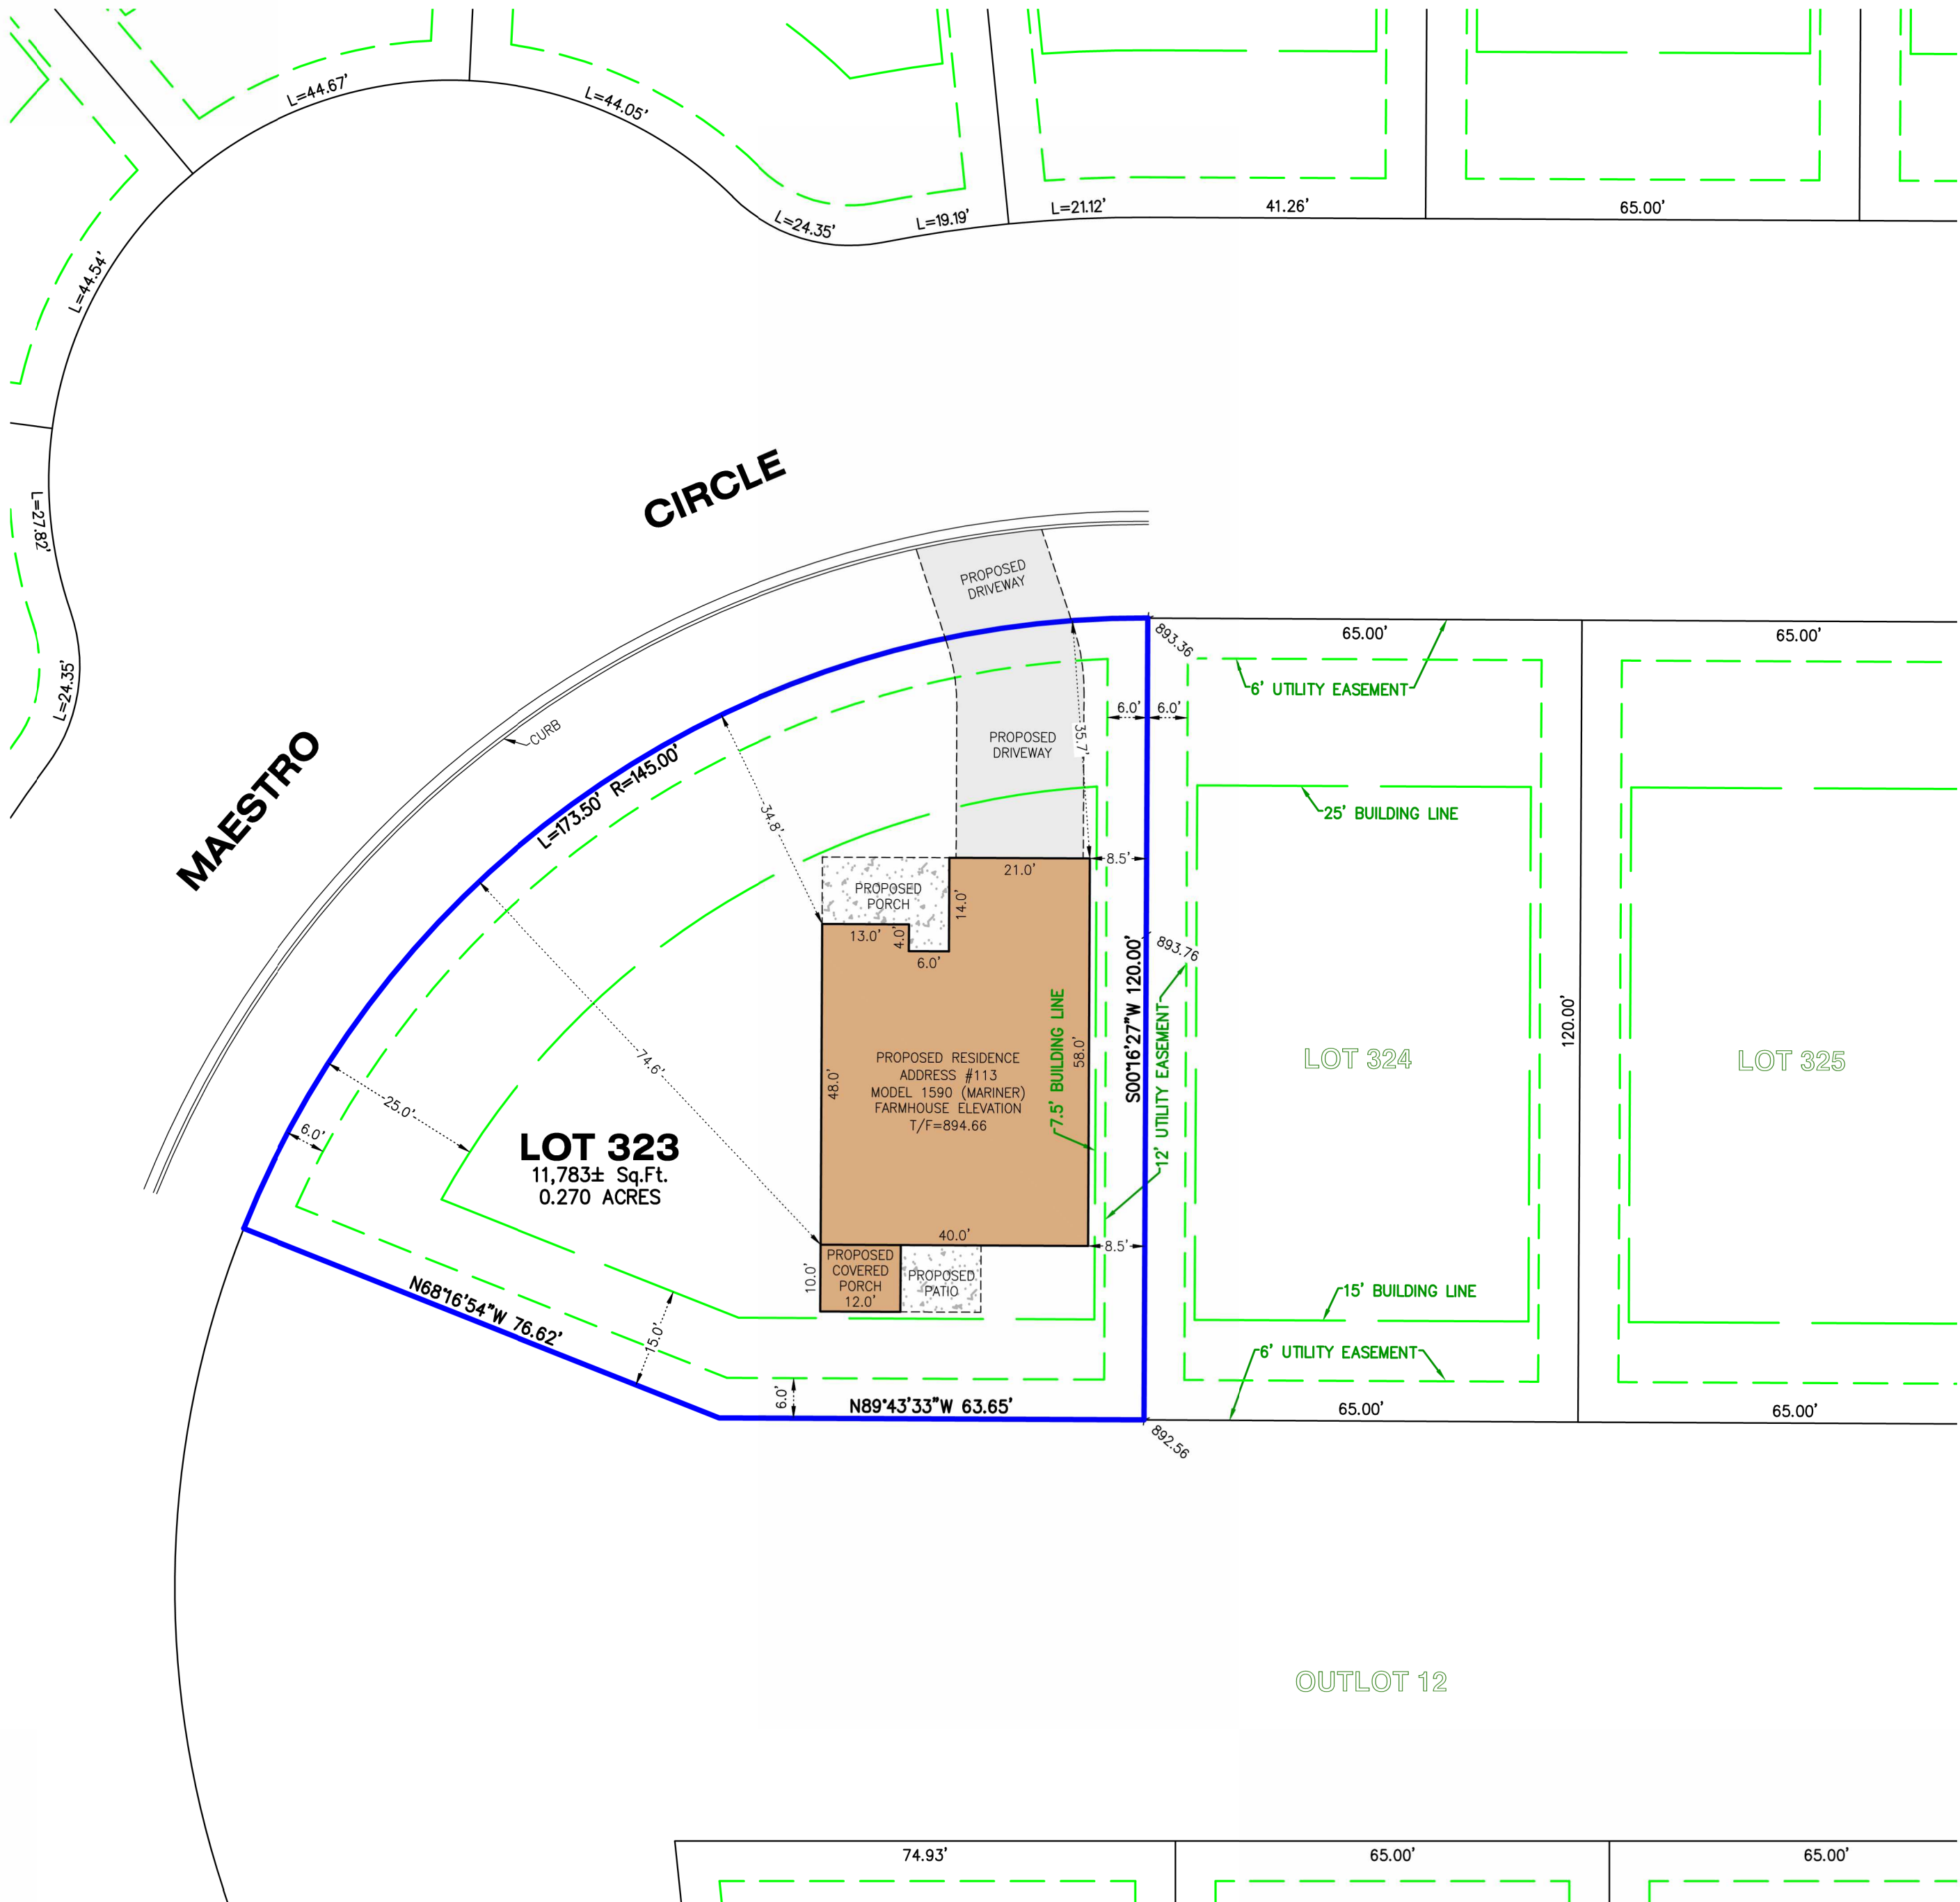 L=44.67'
L=44.05'
L=24.35'
L=19.19'
L=21.12'
41.26'
65.00'
L=44.54'
L=27.82'
L=24.35'
MAESTRO
CIRCLE
CURB
PROPOSED
DRIVEWAY
893.36
65.00'
65.00'
6' UTILITY EASEMENT
6.0'
6.0'
PROPOSED
DRIVEWAY
35.7'
L=173.50' R=145.00'
34.8'
25' BUILDING LINE
8.5'
21.0'
PROPOSED
PORCH
14.0'
13.0'
4.0'
6.0'
893.76
S00°16'27"W 120.00'
12' UTILITY EASEMENT
7.5' BUILDING LINE
58.0'
48.0'
74.6'
PROPOSED RESIDENCE
ADDRESS #113
MODEL 1590 (MARINER)
FARMHOUSE ELEVATION
T/F=894.66
LOT 324
120.00'
LOT 325
25.0'
6.0'
LOT 323
11,783± Sq.Ft.
0.270 ACRES
40.0'
8.5'
PROPOSED
COVERED
PORCH
12.0'
10.0'
PROPOSED
PATIO
15' BUILDING LINE
N68°16'54"W 76.62'
15.0'
6' UTILITY EASEMENT
6.0'
N89°43'33"W 63.65'
65.00'
65.00'
892.56
OUTLOT 12
74.93'
65.00'
65.00'